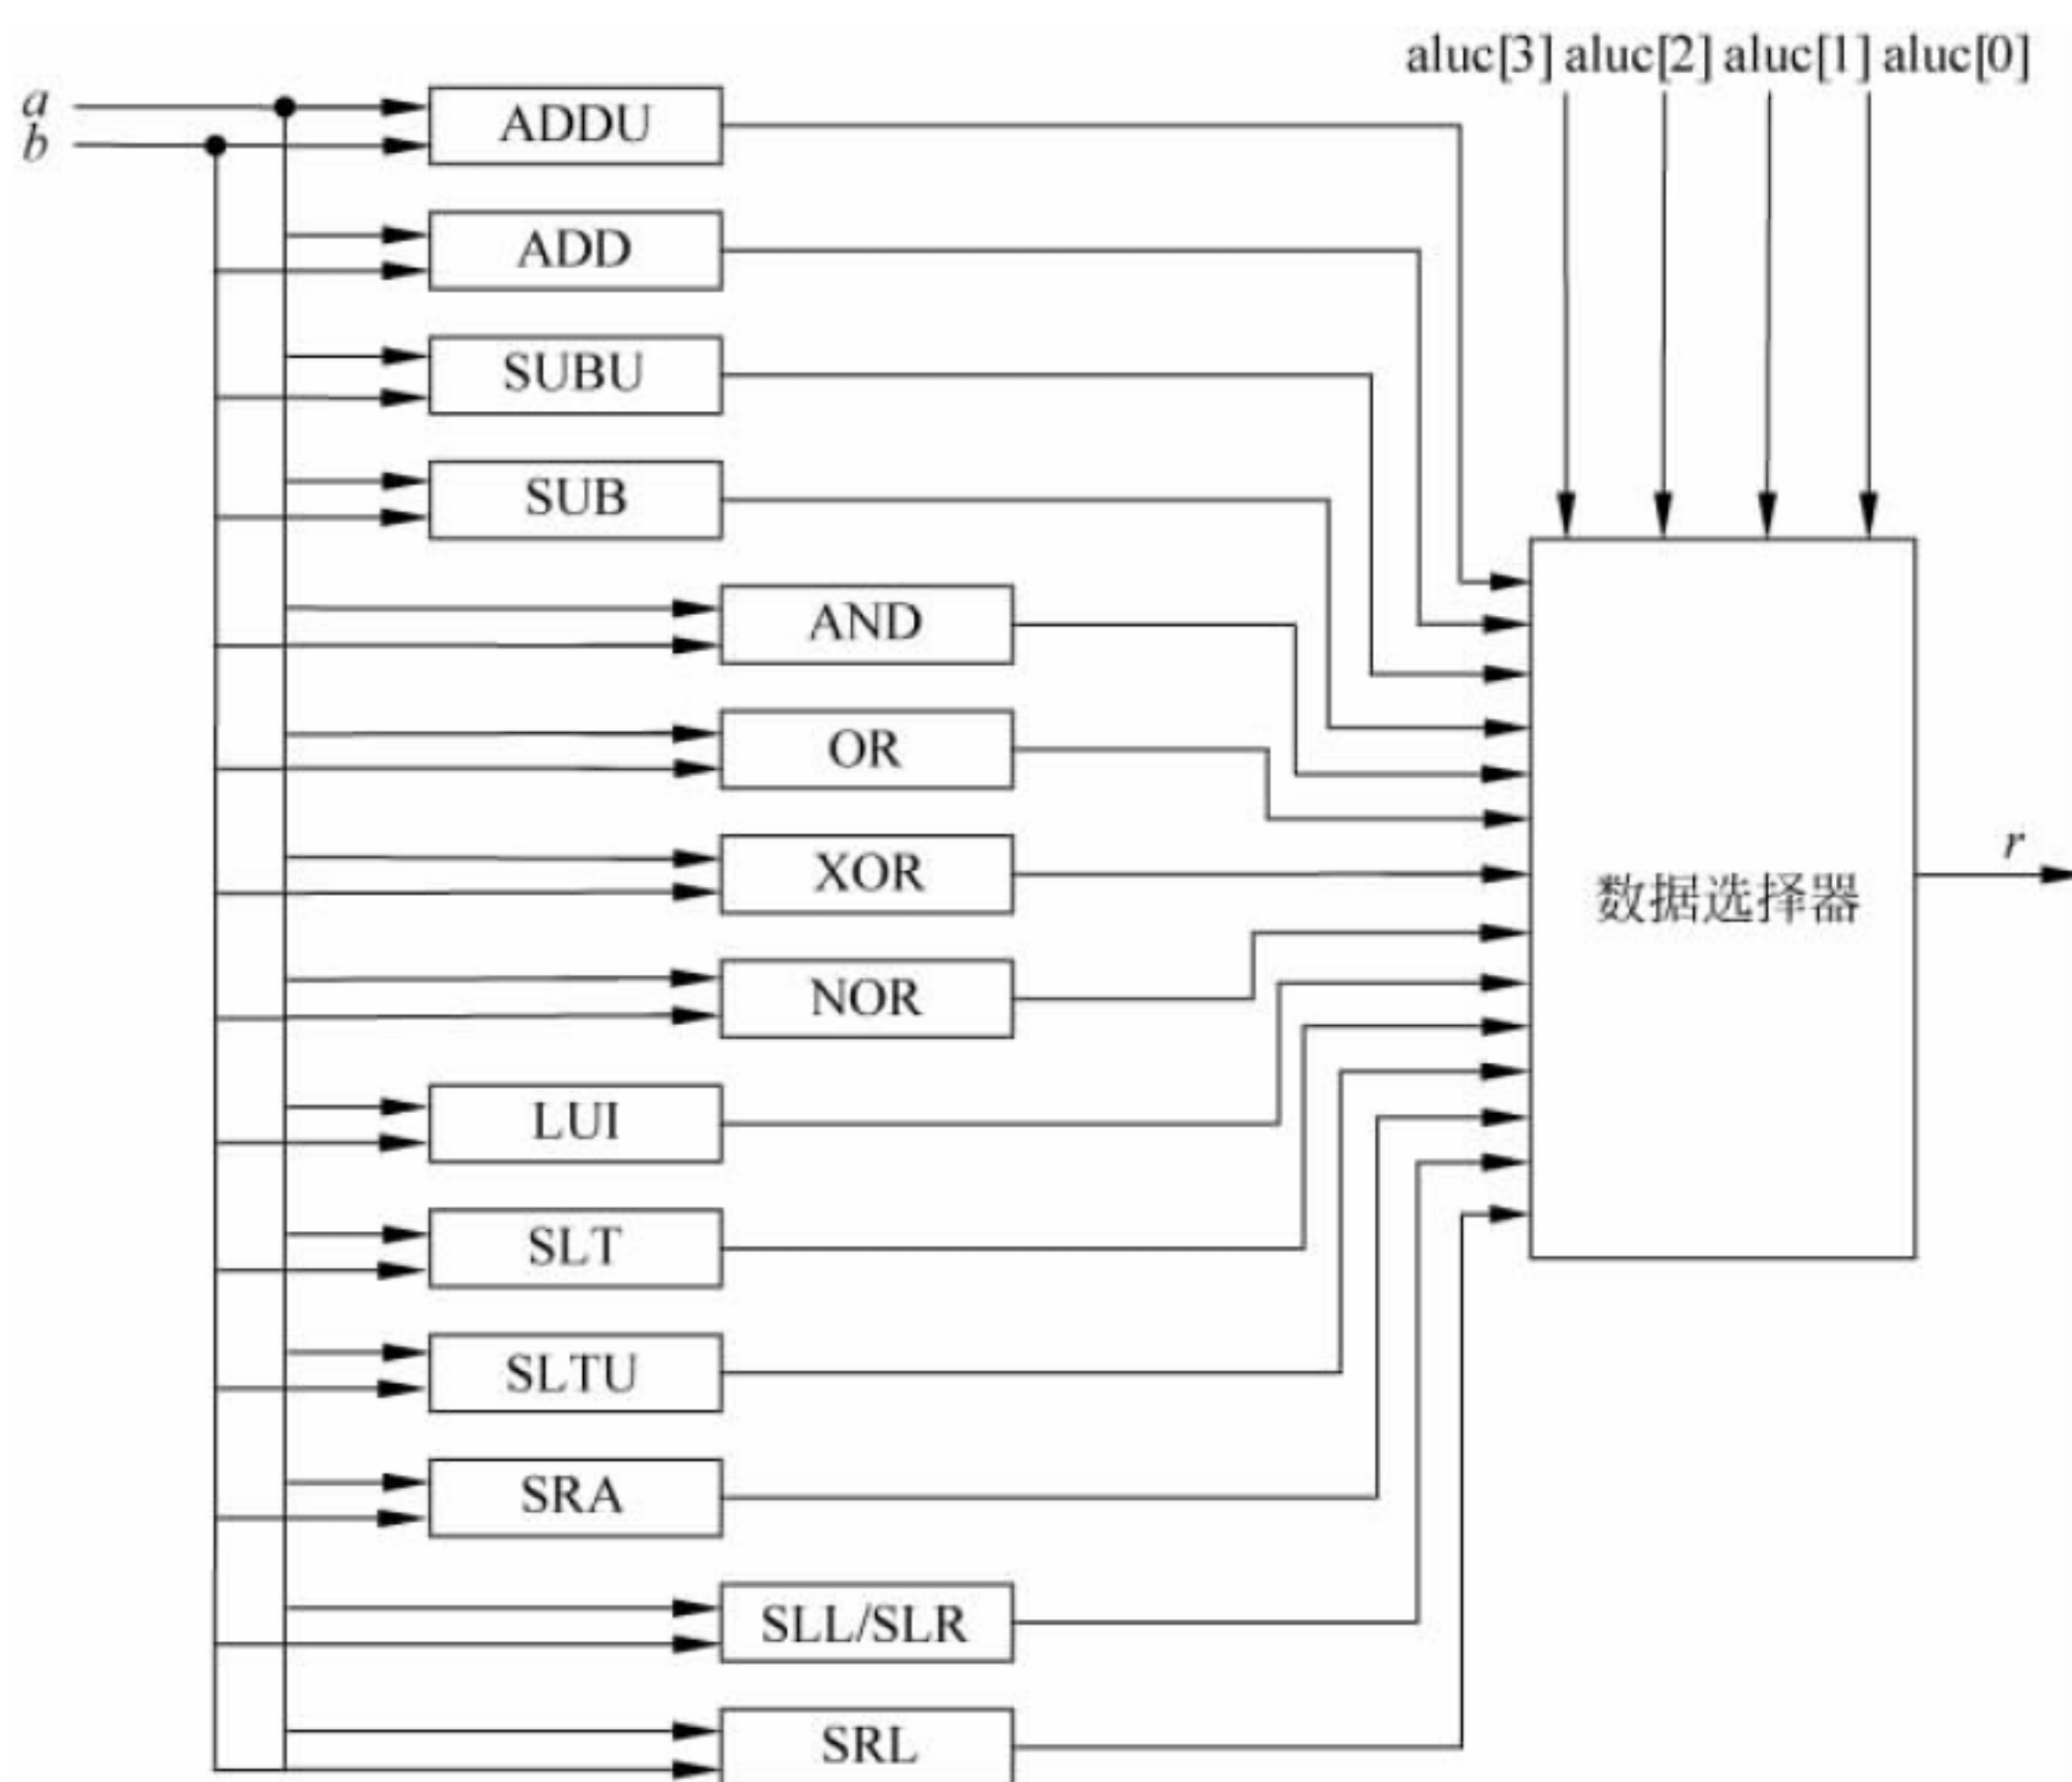 aluc[3] aluc[2] aluc[1] aluc[0]
a
b
ADDU
ADD
SUBU
SUB
AND
OR
XOR
NOR
LUI
SLT
SLTU
SRA
SLL/SLR
SRL
数据选择器
r